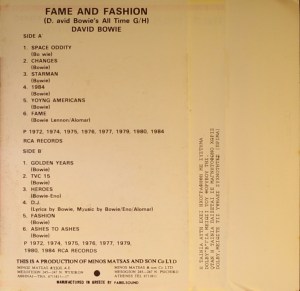 FAME AND FASHION
(D. avid Bowie's All Time G/H)
DAVID BOWIE
SIDE A'
1. SPACE ODDITY
(Bo wie)
2. CHANGES
(Bowie)
3. STARMAN
(Bowie)
4. 1984
(Bowie)
5. YOYNG AMERICANS
(Bowie)
6. FAME
(Bowie Lennon/Alomar)
P 1972, 1974, 1975, 1976, 1977, 1979, 1980, 1984
RCA RECORDS
SIDE B
1. GOLDEN YEARS
(Bowie)
2. TVC 15
(Bowie)
3. HEROES
(Bowie-Eno)
4. D.J.
(Lyrics by Bowie, Mysics by Bowie/Eno/Alomar)
5. FASHION
(Bowie)
6. ASHES TO ASHES
(Bowie)
P 1972, 1974, 1975, 1976, 1977, 1979,
1980, 1984 RCA RECORDS
THIS IS A PRODUCTION OF MINOS MATSAS AND SON Co LTD
MANUFACTURED IN GREECE BY FABELSOUND